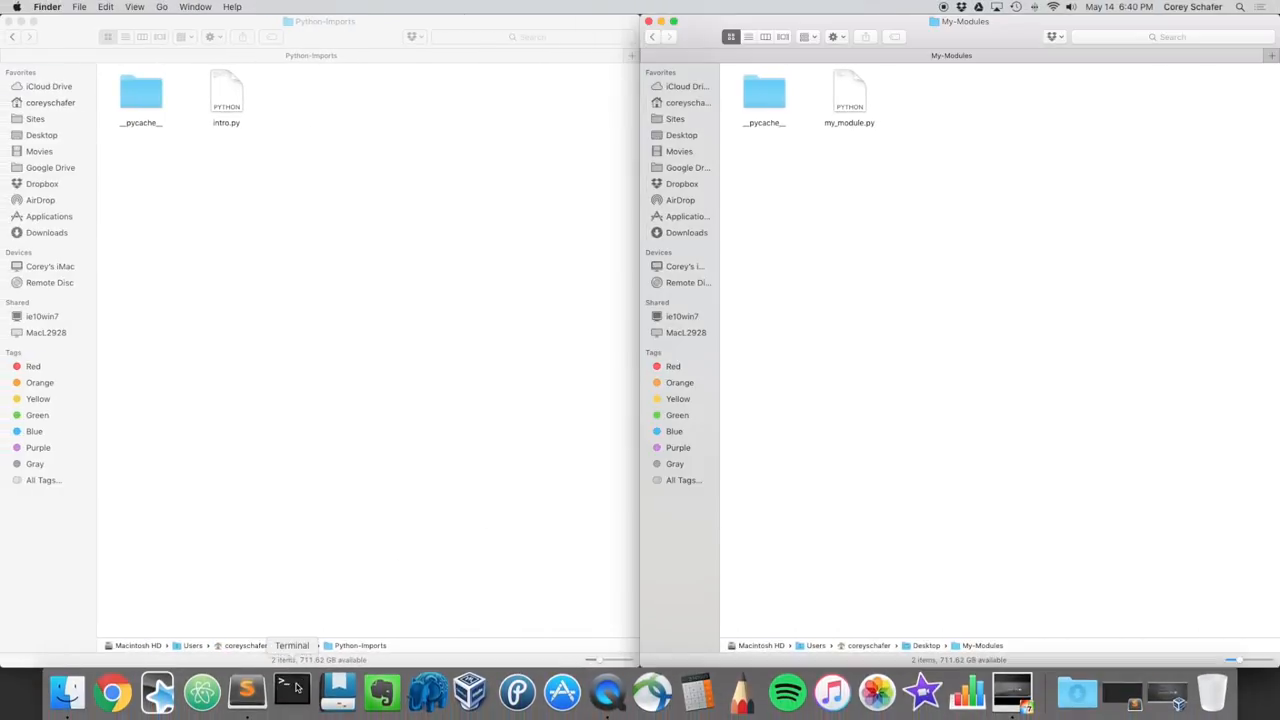 Finder File Edit View Go Window Help
May 14 6:40 PM Corey Schafer
Python-Imports
Search
Python-Imports
Favorites
iCloud Drive
coreyschafer
Sites
Desktop
Movies
Google Drive
Dropbox
AirDrop
Applications
Downloads
Devices
Corey's iMac
Remote Disc
Shared
ie10win7
MacL2928
Tags
Red
Orange
Yellow
Green
Blue
Purple
Gray
All Tags...
PYTHON
__pycache__
intro.py
Macintosh HD Users coreyschafer Python-Imports
Terminal
2 items, 711.62 GB available
My-Modules
Search
My-Modules
Favorites
iCloud Dri...
coreyscha...
Sites
Desktop
Movies
Google Dr...
Dropbox
AirDrop
Applicatio...
Downloads
Devices
Corey's i...
Remote Di...
Shared
ie10win7
MacL2928
Tags
Red
Orange
Yellow
Green
Blue
Purple
Gray
All Tags...
PYTHON
__pycache__
my_module.py
Macintosh HD Users coreyschafer Desktop My-Modules
2 items, 711.62 GB available